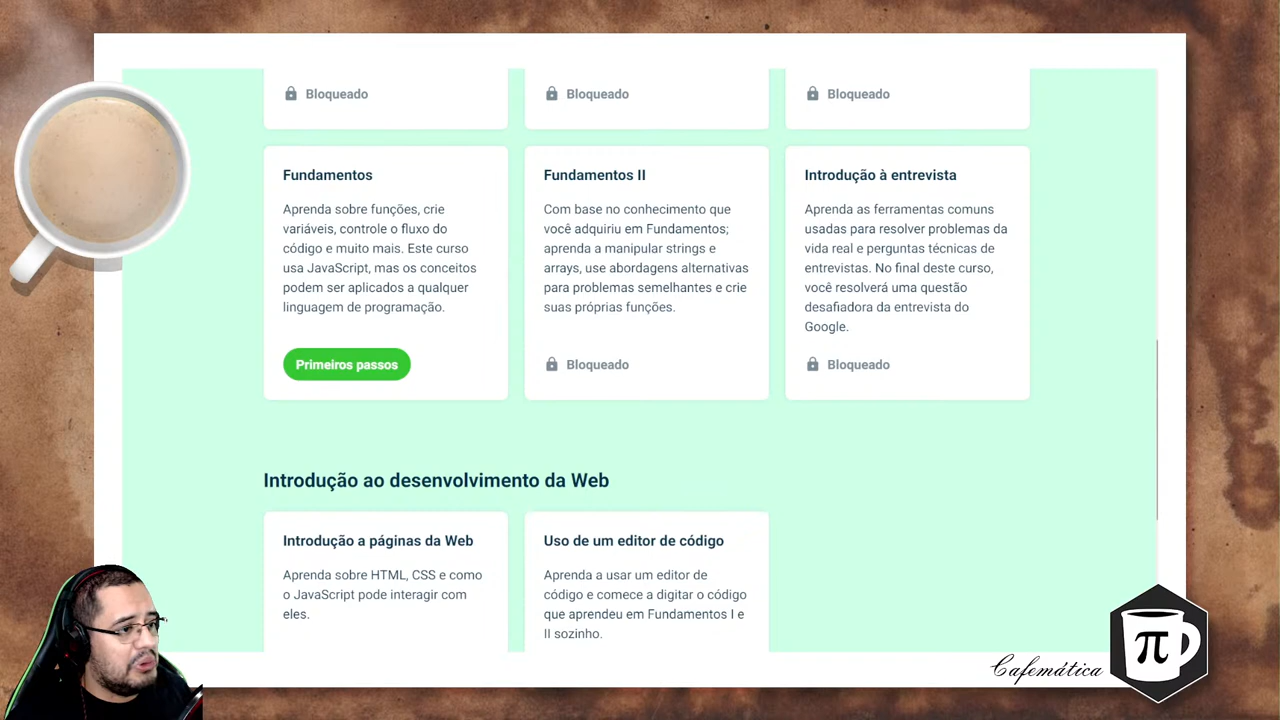 Bloqueado
Bloqueado
Bloqueado
Fundamentos
Aprenda sobre funções, crie
variáveis, controle o fluxo do
código e muito mais. Este curso
usa JavaScript, mas os conceitos
podem ser aplicados a qualquer
linguagem de programação.
Primeiros passos
Fundamentos II
Com base no conhecimento que
você adquiriu em Fundamentos;
aprenda a manipular strings e
arrays, use abordagens alternativas
para problemas semelhantes e crie
suas próprias funções.
Bloqueado
Introdução à entrevista
Aprenda as ferramentas comuns
usadas para resolver problemas da
vida real e perguntas técnicas de
entrevistas. No final deste curso,
você resolverá uma questão
desafiadora da entrevista do
Google.
Bloqueado
Introdução ao desenvolvimento da Web
Introdução a páginas da Web
Aprenda sobre HTML, CSS e como
o JavaScript pode interagir com
eles.
Uso de um editor de código
Aprenda a usar um editor de
código e comece a digitar o código
que aprendeu em Fundamentos I e
II sozinho.
Cafemática
π